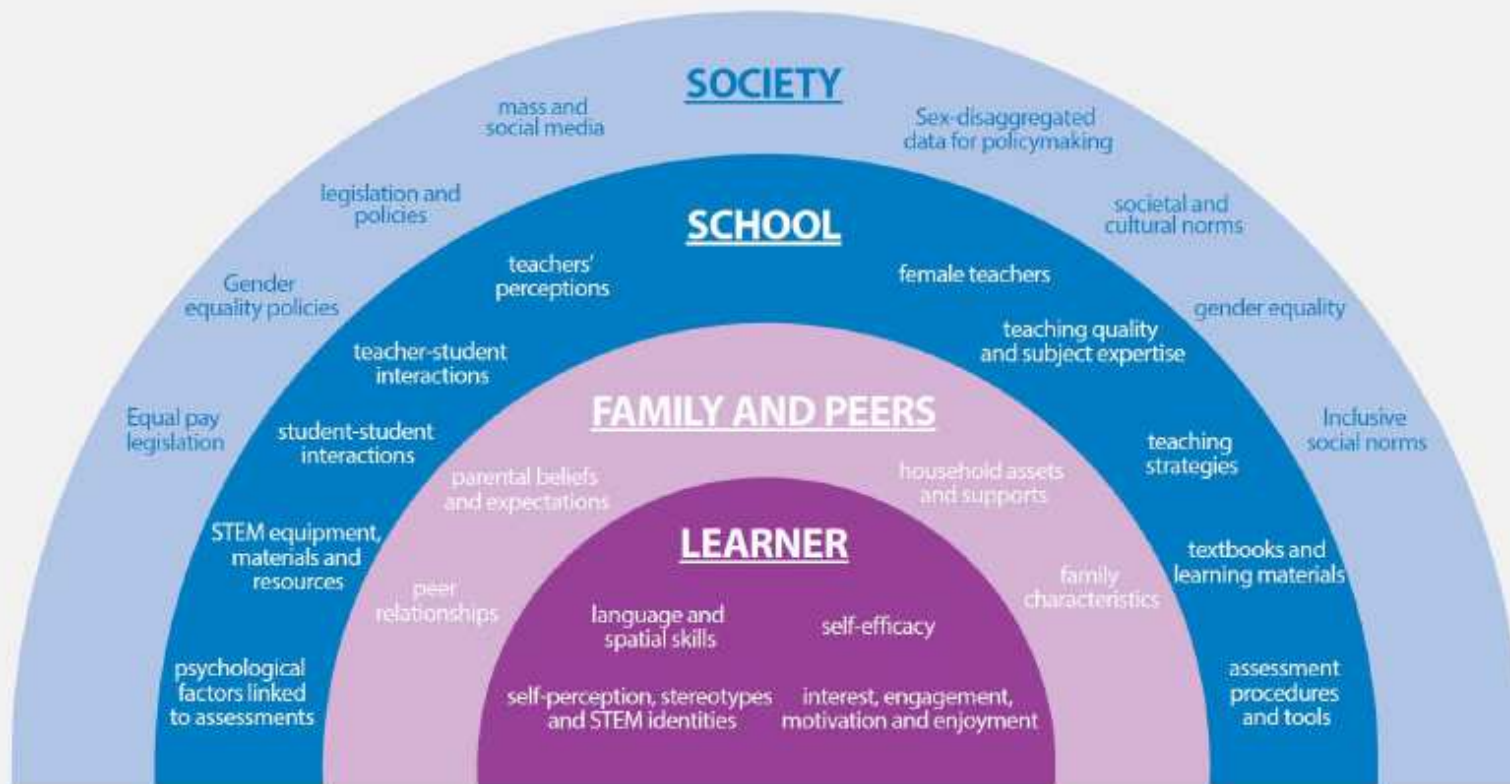 SOCIETY
mass and
social media
Sex-disaggregated
data for policymaking
legislation and
policies
societal and
cultural norms
Gender
equality policies
gender equality
Equal pay
legislation
Inclusive
social norms
SCHOOL
teachers'
perceptions
female teachers
teacher-student
interactions
teaching quality
and subject expertise
student-student
interactions
teaching
strategies
STEM equipment,
materials and
resources
textbooks and
learning materials
psychological
factors linked
to assessments
assessment
procedures
and tools
FAMILY AND PEERS
parental beliefs
and expectations
household assets
and supports
peer
relationships
family
characteristics
LEARNER
language and
spatial skills
self-efficacy
self-perception, stereotypes
and STEM identities
interest, engagement,
motivation and enjoyment